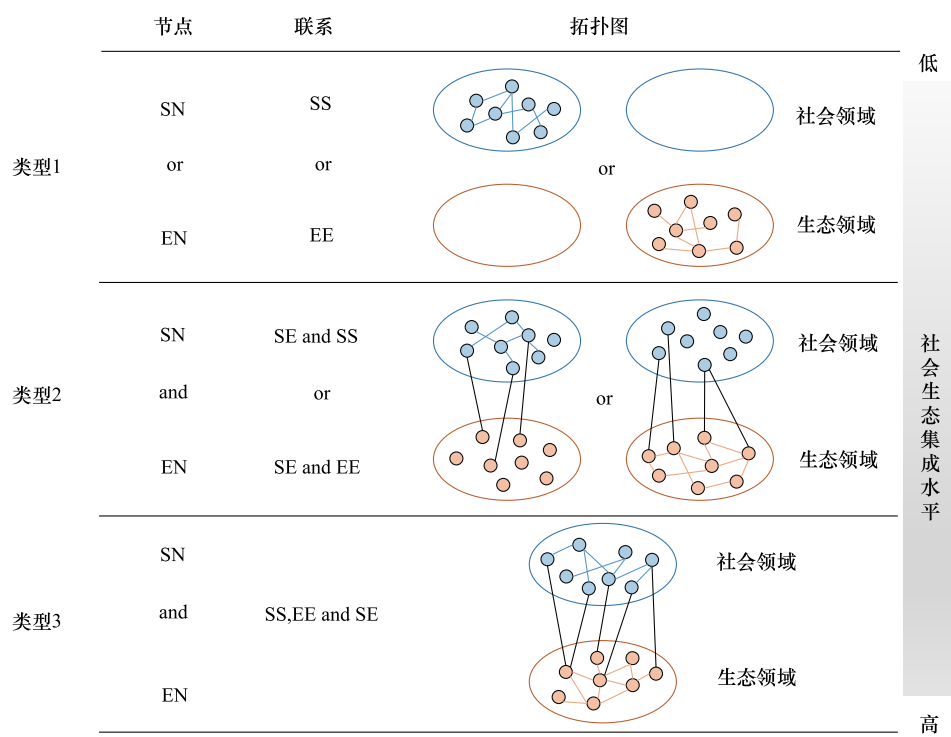 节点 联系 拓扑图
低
SN SS 社会领域
类型1 or or or
EN EE 生态领域
SN SE and SS 社会领域
类型2 and or or
EN SE and EE 生态领域
SN 社会领域
类型3 and SS,EE and SE
EN 生态领域
社会生态集成水平
高